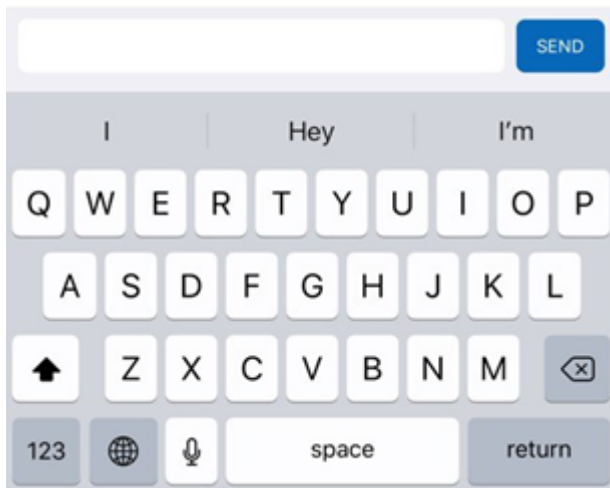 SEND
I Hey I'm
Q W E R T Y U I O P
A S D F G H J K L
Z X C V B N M
123 space return